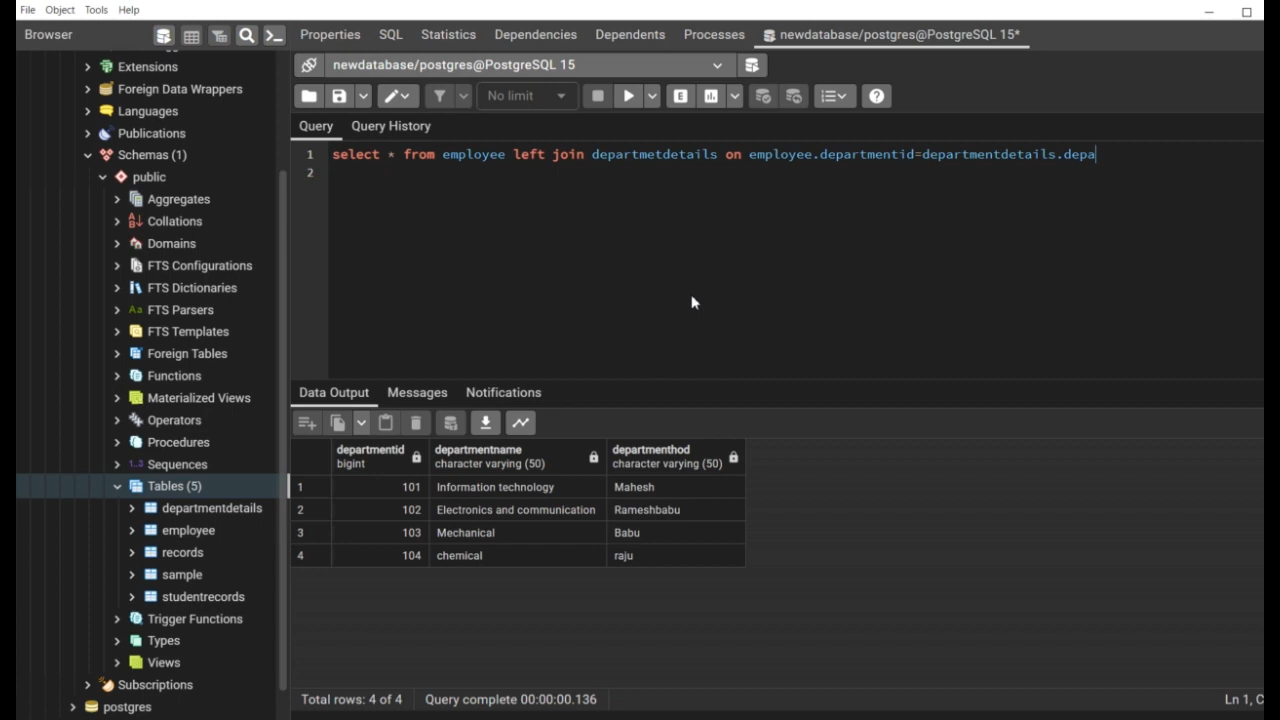 File Object Tools Help
Browser
Properties SQL Statistics Dependencies Dependents Processes newdatabase/postgres@PostgreSQL 15*
Extensions
Foreign Data Wrappers
Languages
Publications
Schemas (1)
public
Aggregates
Collations
Domains
FTS Configurations
FTS Dictionaries
Aa FTS Parsers
FTS Templates
Foreign Tables
Functions
Materialized Views
Operators
Procedures
1..3 Sequences
Tables (5)
departmentdetails
employee
records
sample
studentrecords
Trigger Functions
Types
Views
Subscriptions
postgres
newdatabase/postgres@PostgreSQL 15
No limit
E
Query Query History
1 select * from employee left join departmetdetails on employee.departmentid=departmentdetails.depa
2
Data Output Messages Notifications
departmentid departmentname departmenthod
bigint character varying (50) character varying (50)
1 101 Information technology Mahesh
2 102 Electronics and communication Rameshbabu
3 103 Mechanical Babu
4 104 chemical raju
Total rows: 4 of 4 Query complete 00:00:00.136 Ln 1, C